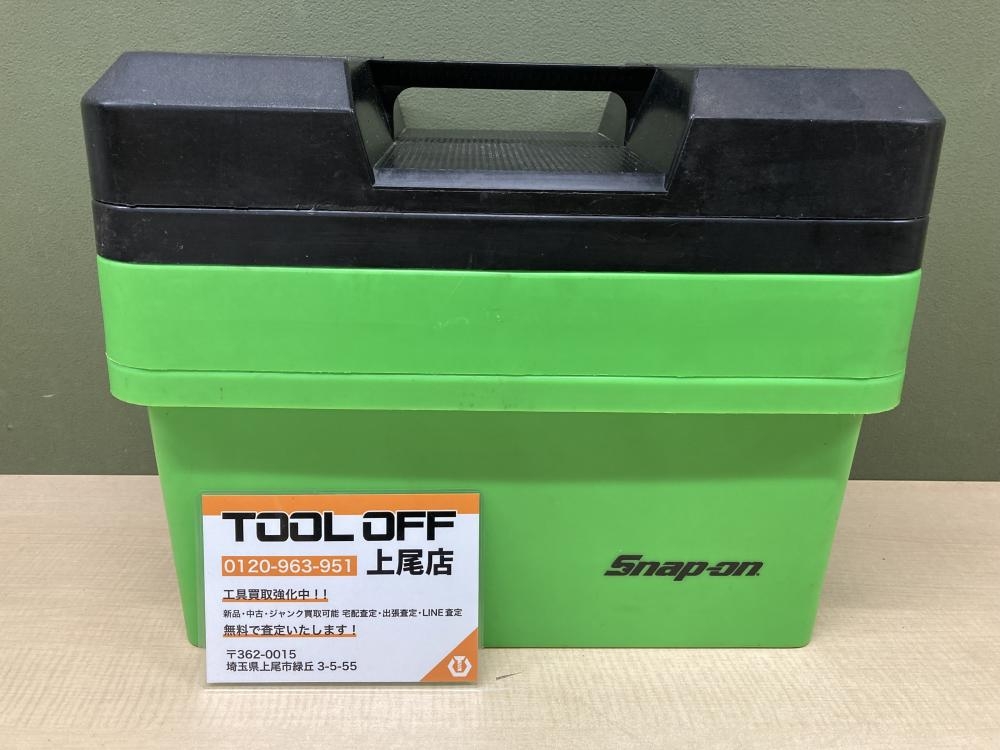 TOOL OFF
0120-963-951 上尾店
工具買取強化中！！
新品・中古・ジャンク買取可能 宅配査定・出張査定・LINE査定
無料で査定いたします！
〒362-0015
埼玉県上尾市緑丘 3-5-55
Snap-on